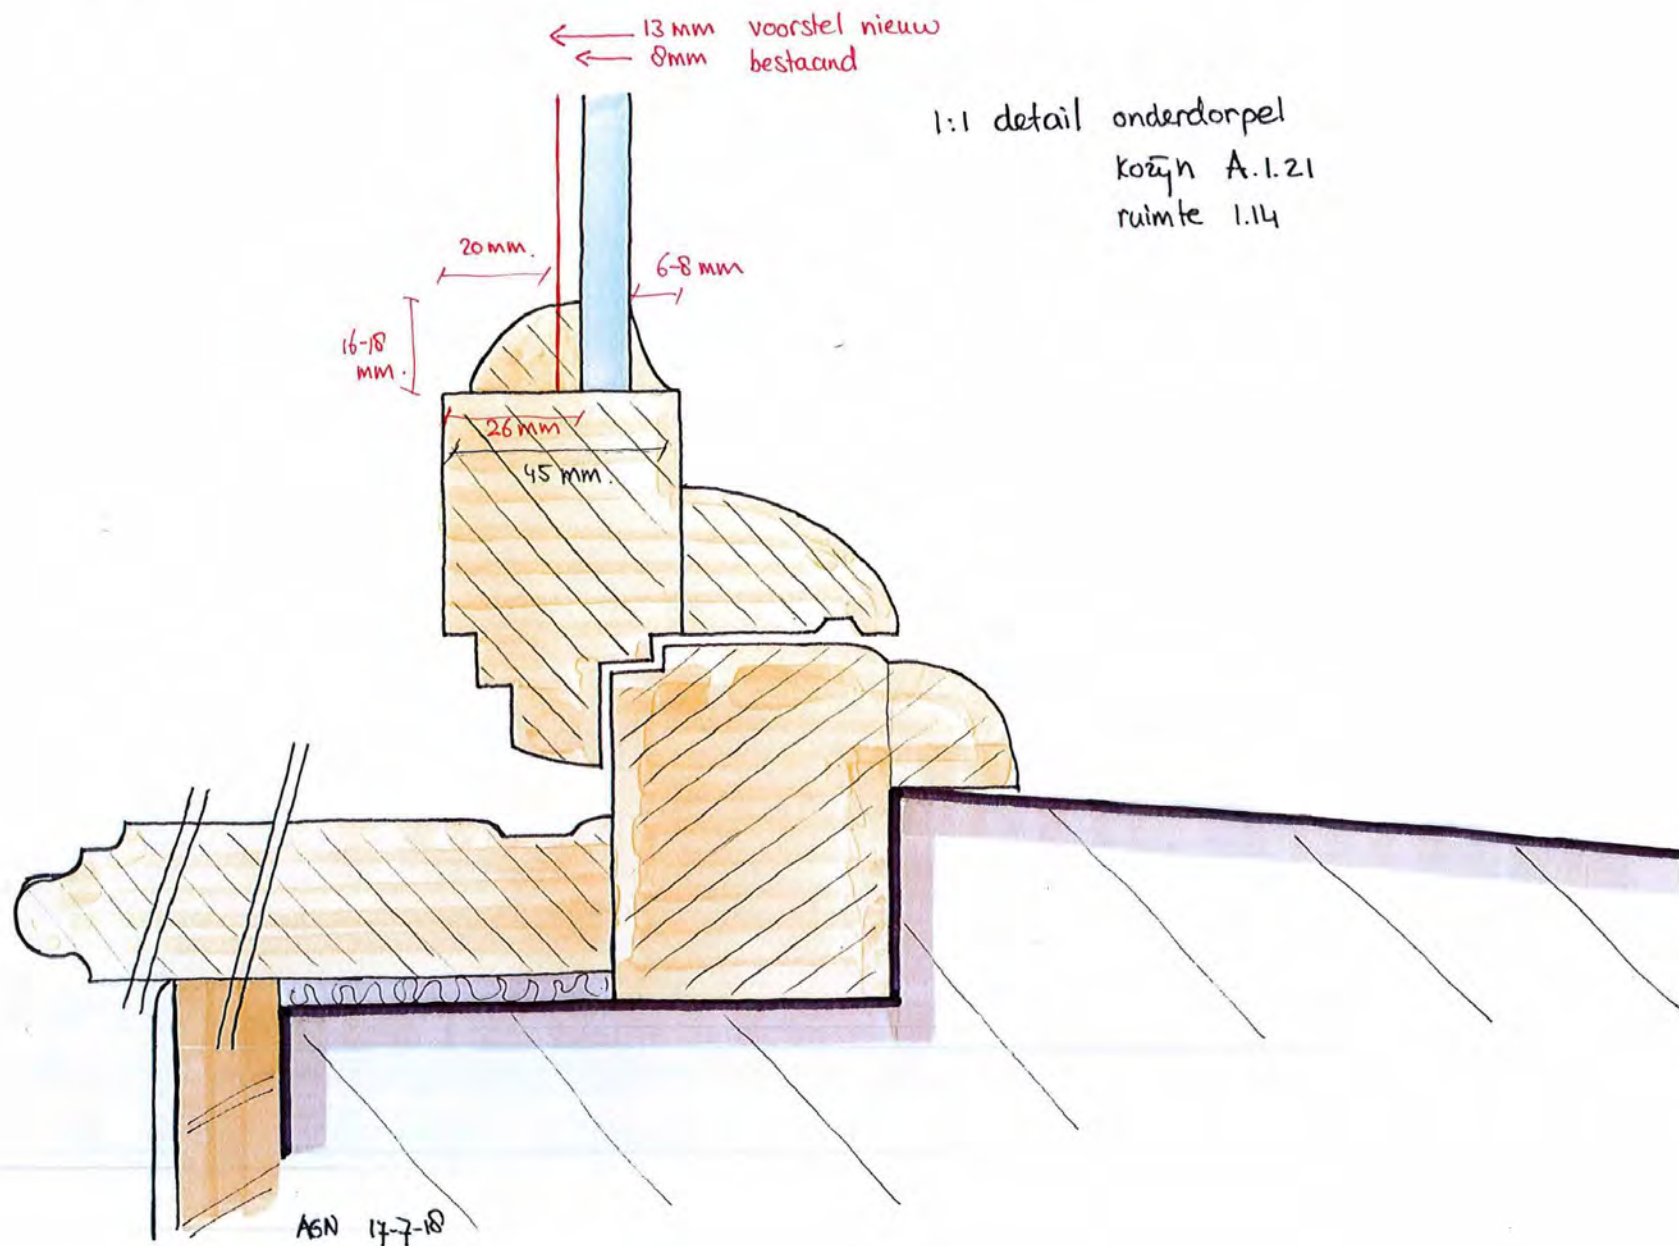 13 mm voorstel nieuw
8mm bestaand
1:1 detail onderdorpel
kozijn A.1.21
ruimte 1.14
20 mm.
6-8 mm
16-18
mm.
26 mm
45 mm.
AGN 17-7-18